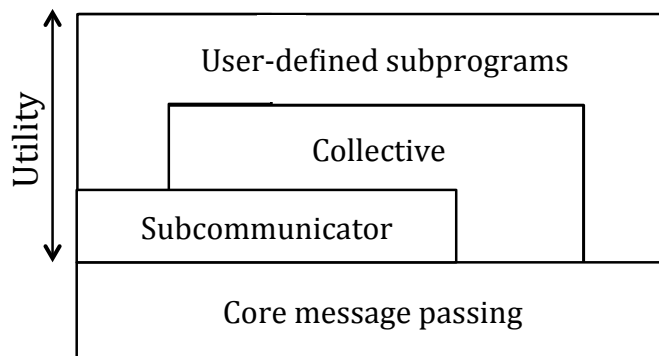 User-defined subprograms
Utility
Collective
Subcommunicator
Core message passing